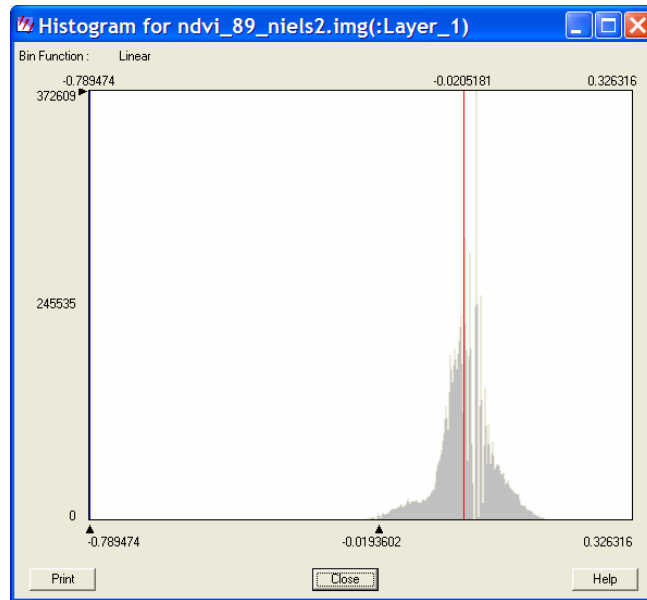 Histogram for ndvi_89_niels2.img(:Layer_1)
Bin Function : Linear
-0.789474 -0.0205181 0.326316
372609
245535
0
-0.789474 -0.0193602 0.326316
Print Close Help